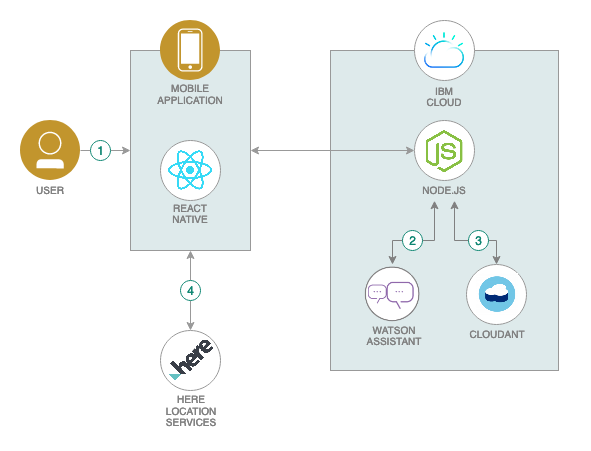 MOBILE
APPLICATION
IBM
CLOUD
1
USER
JS
NODE.JS
REACT
NATIVE
2
3
4
WATSON
ASSISTANT
CLOUDANT
here
HERE
LOCATION
SERVICES